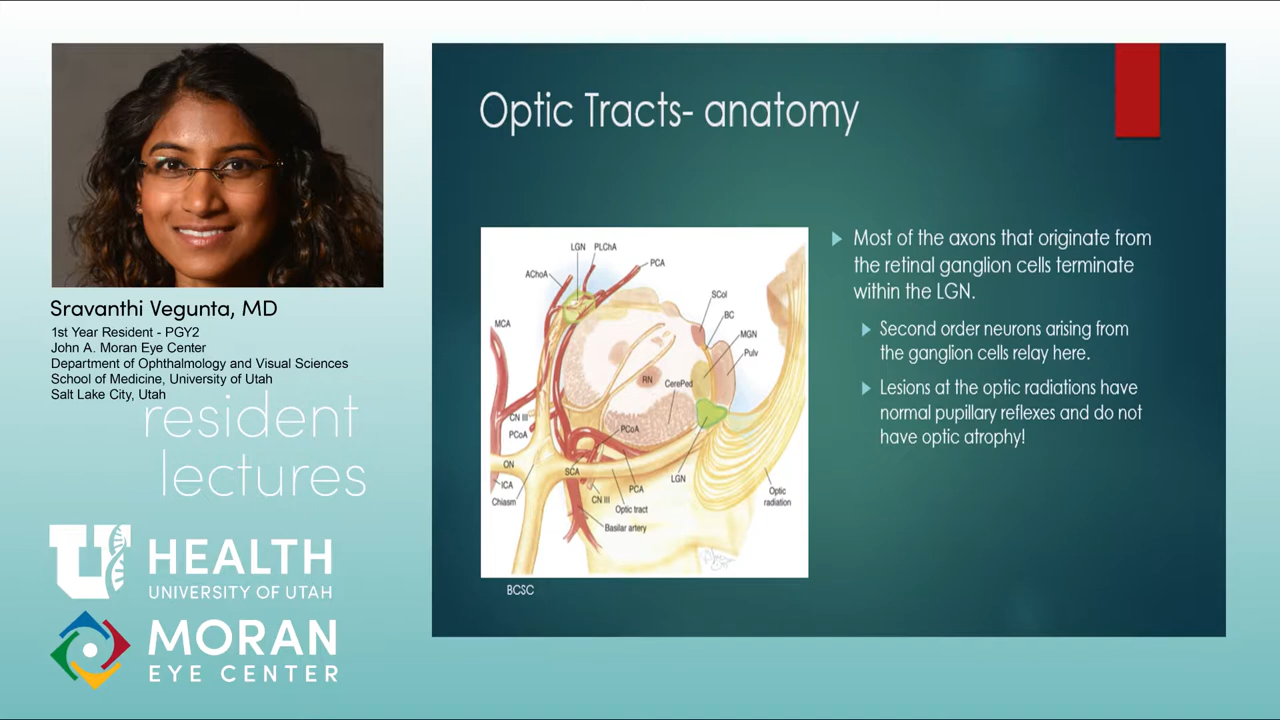 Optic Tracts- anatomy
LGN PLChA
AChoA
PCA
SCol
BC
MGN
Pulv
MCA
RN
CerePed
CN III
PCoA
PCoA
ON
SCA
ICA
PCA
LGN
Chiasm
CN III
Optic tract
Optic
radiation
Basilar artery
BCSC
Most of the axons that originate from
the retinal ganglion cells terminate
within the LGN.
Second order neurons arising from
the ganglion cells relay here.
Lesions at the optic radiations have
normal pupillary reflexes and do not
have optic atrophy!
Sravanthi Vegunta, MD
1st Year Resident - PGY2
John A. Moran Eye Center
Department of Ophthalmology and Visual Sciences
School of Medicine, University of Utah
Salt Lake City, Utah
resident
lectures
U HEALTH
UNIVERSITY OF UTAH
MORAN
EYE CENTER